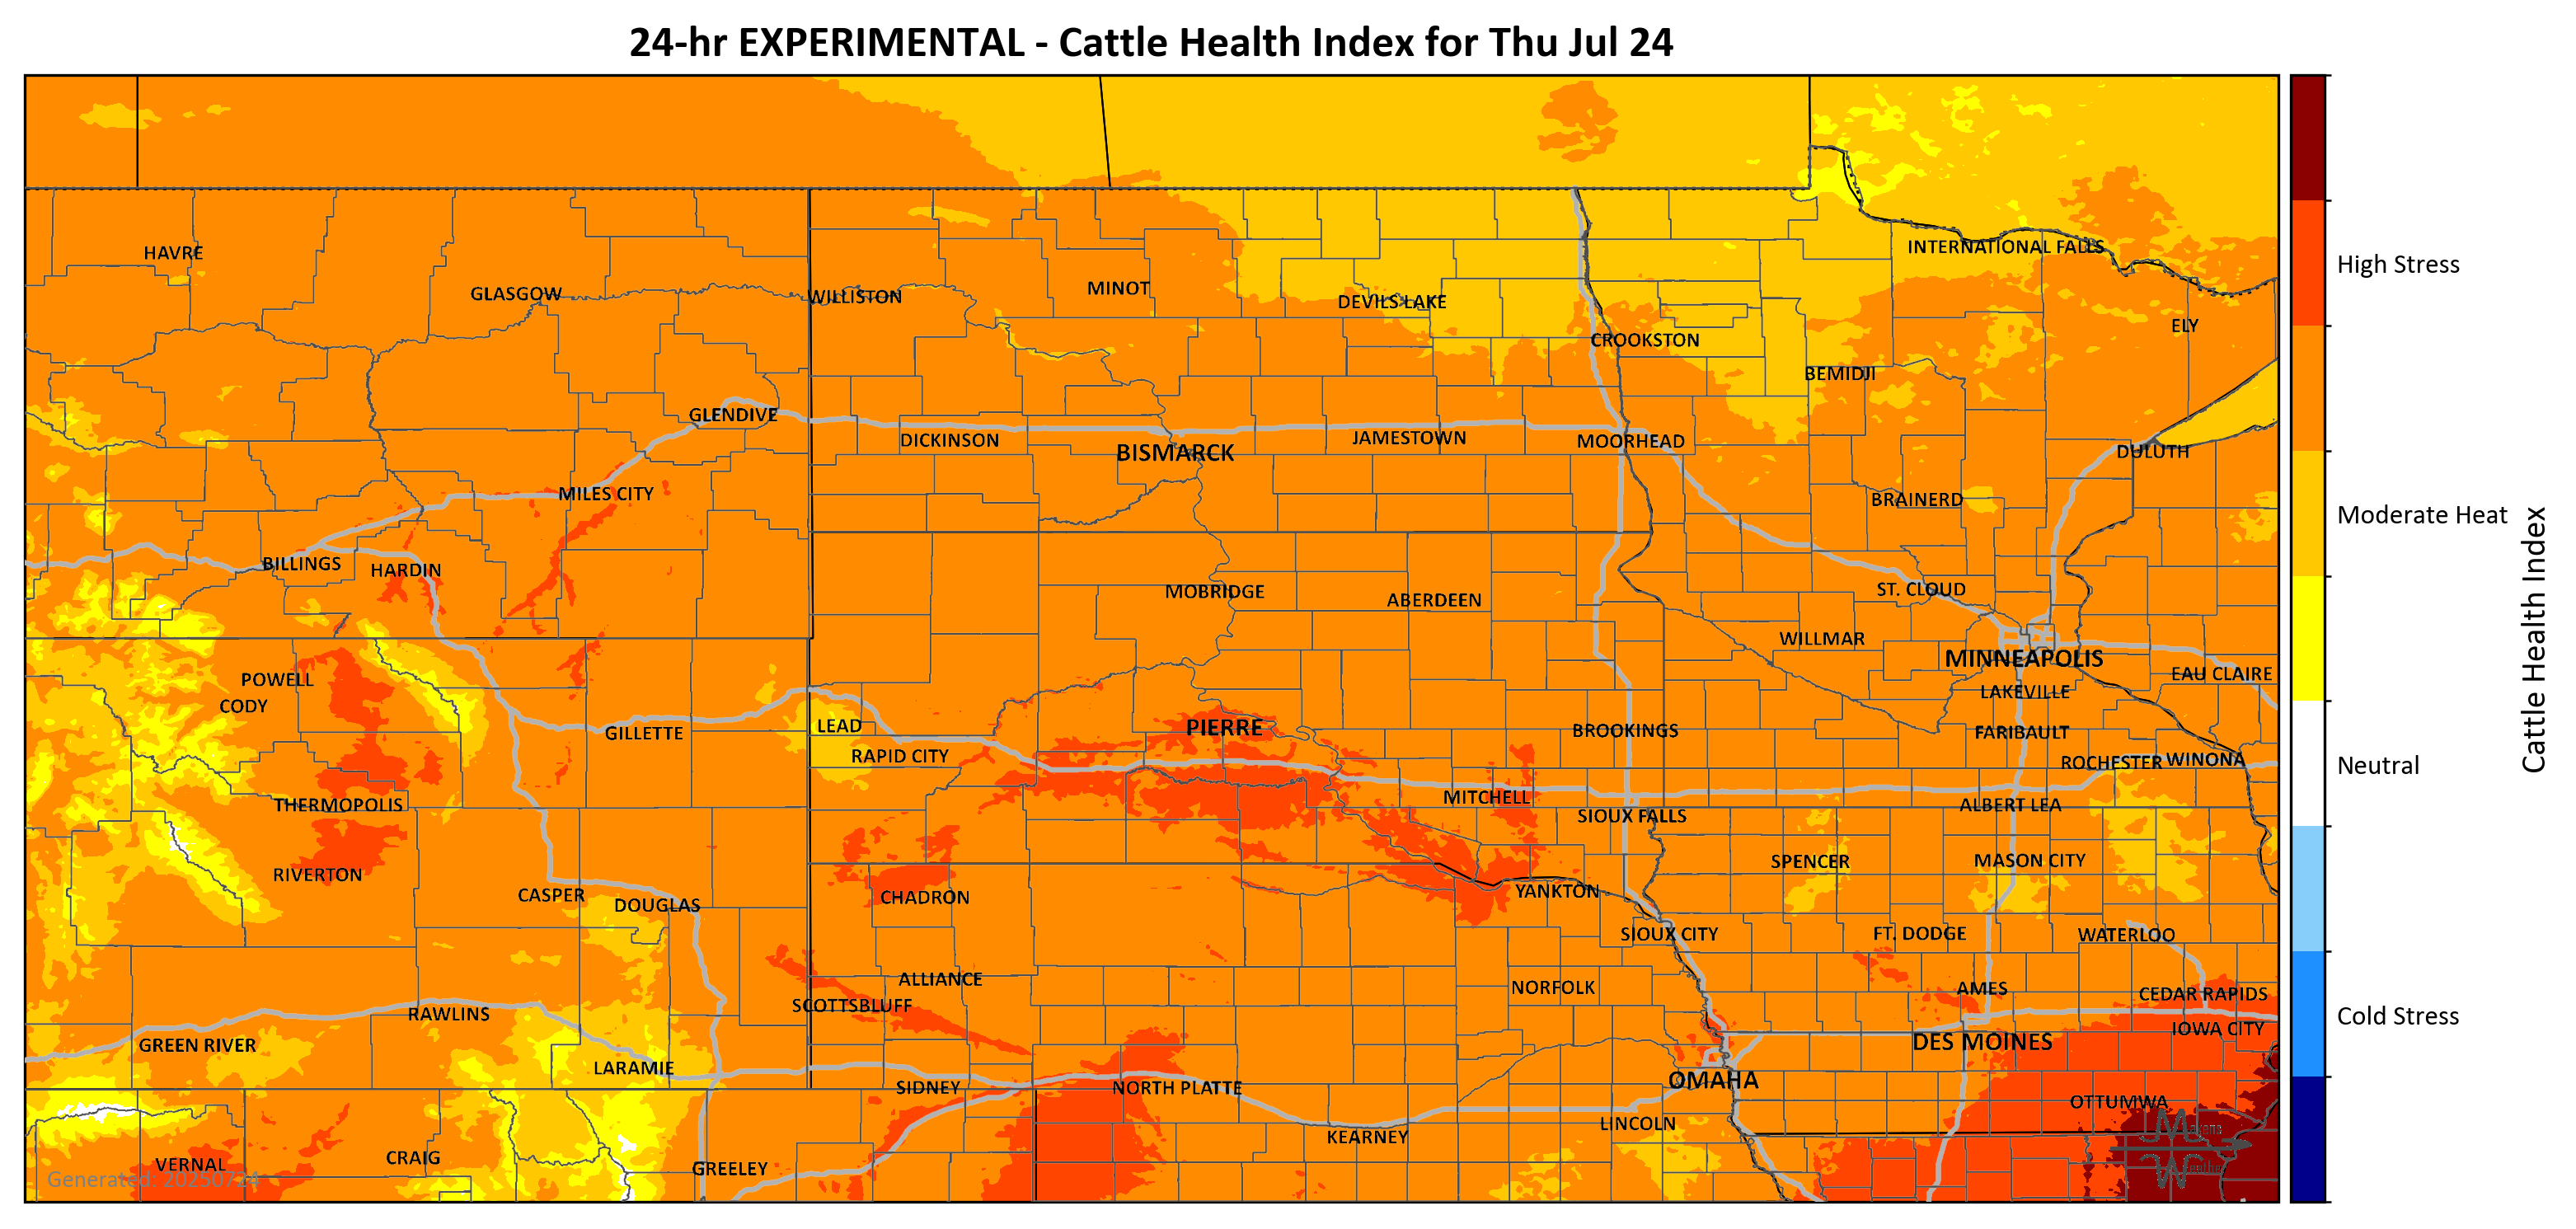 24-hr EXPERIMENTAL - Cattle Health Index for Thu Jul 24
HAVRE
INTERNATIONAL FALLS
High Stress
GLASGOW
WILLISTON
MINOT
DEVILS LAKE
ELY
CROOKSTON
BEMIDJI
GLENDIVE
DICKINSON
BISMARCK
JAMESTOWN
MOORHEAD
DULUTH
MILES CITY
BRAINERD
Moderate Heat
BILLINGS
HARDIN
MOBRIDGE
ABERDEEN
ST. CLOUD
WILLMAR
MINNEAPOLIS
Cattle Health Index
POWELL
EAU CLAIRE
CODY
LAKEVILLE
GILLETTE
LEAD
PIERRE
BROOKINGS
FARIBAULT
RAPID CITY
ROCHESTER
WINONA
Neutral
THERMOPOLIS
MITCHELL
SIOUX FALLS
ALBERT LEA
RIVERTON
SPENCER
MASON CITY
CASPER
DOUGLAS
CHADRON
YANKTON
SIOUX CITY
FT. DODGE
WATERLOO
ALLIANCE
NORFOLK
AMES
CEDAR RAPIDS
SCOTTSBLUFF
RAWLINS
IOWA CITY
Cold Stress
GREEN RIVER
DES MOINES
LARAMIE
SIDNEY
NORTH PLATTE
OMAHA
OTTUMWA
LINCOLN
KEARNEY
VERNAL
CRAIG
GREELEY
Generated: 20250724